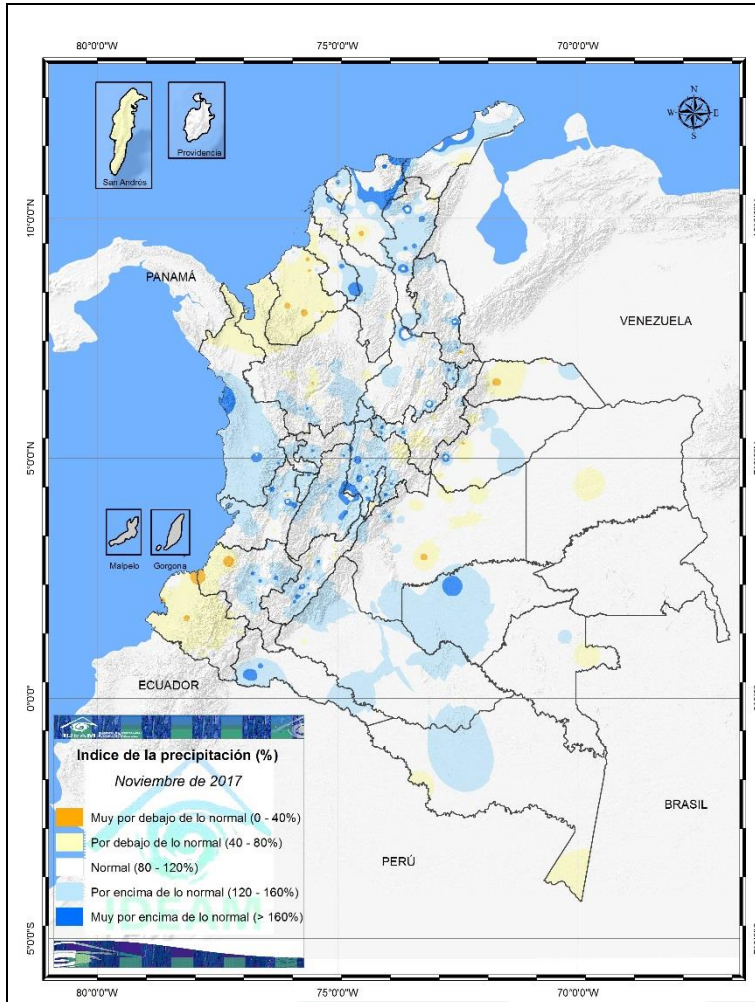 80°0'0"W 75°0'0"W 70°0'0"W
N
W E
S
San Andrés
Providencia
10°0'0"N
PANAMÁ
VENEZUELA
5°0'0"N
Malpelo
Gorgona
ECUADOR
0°0'0"
IDEAM
Indice de la precipitación (%)
Noviembre de 2017
Muy por debajo de lo normal (0 - 40%)
Por debajo de lo normal (40 - 80%)
Normal (80 - 120%)
Por encima de lo normal (120 - 160%)
Muy por encima de lo normal (> 160%)
IDEAM
BRASIL
PERÚ
5°0'0"S
80°0'0"W 75°0'0"W 70°0'0"W